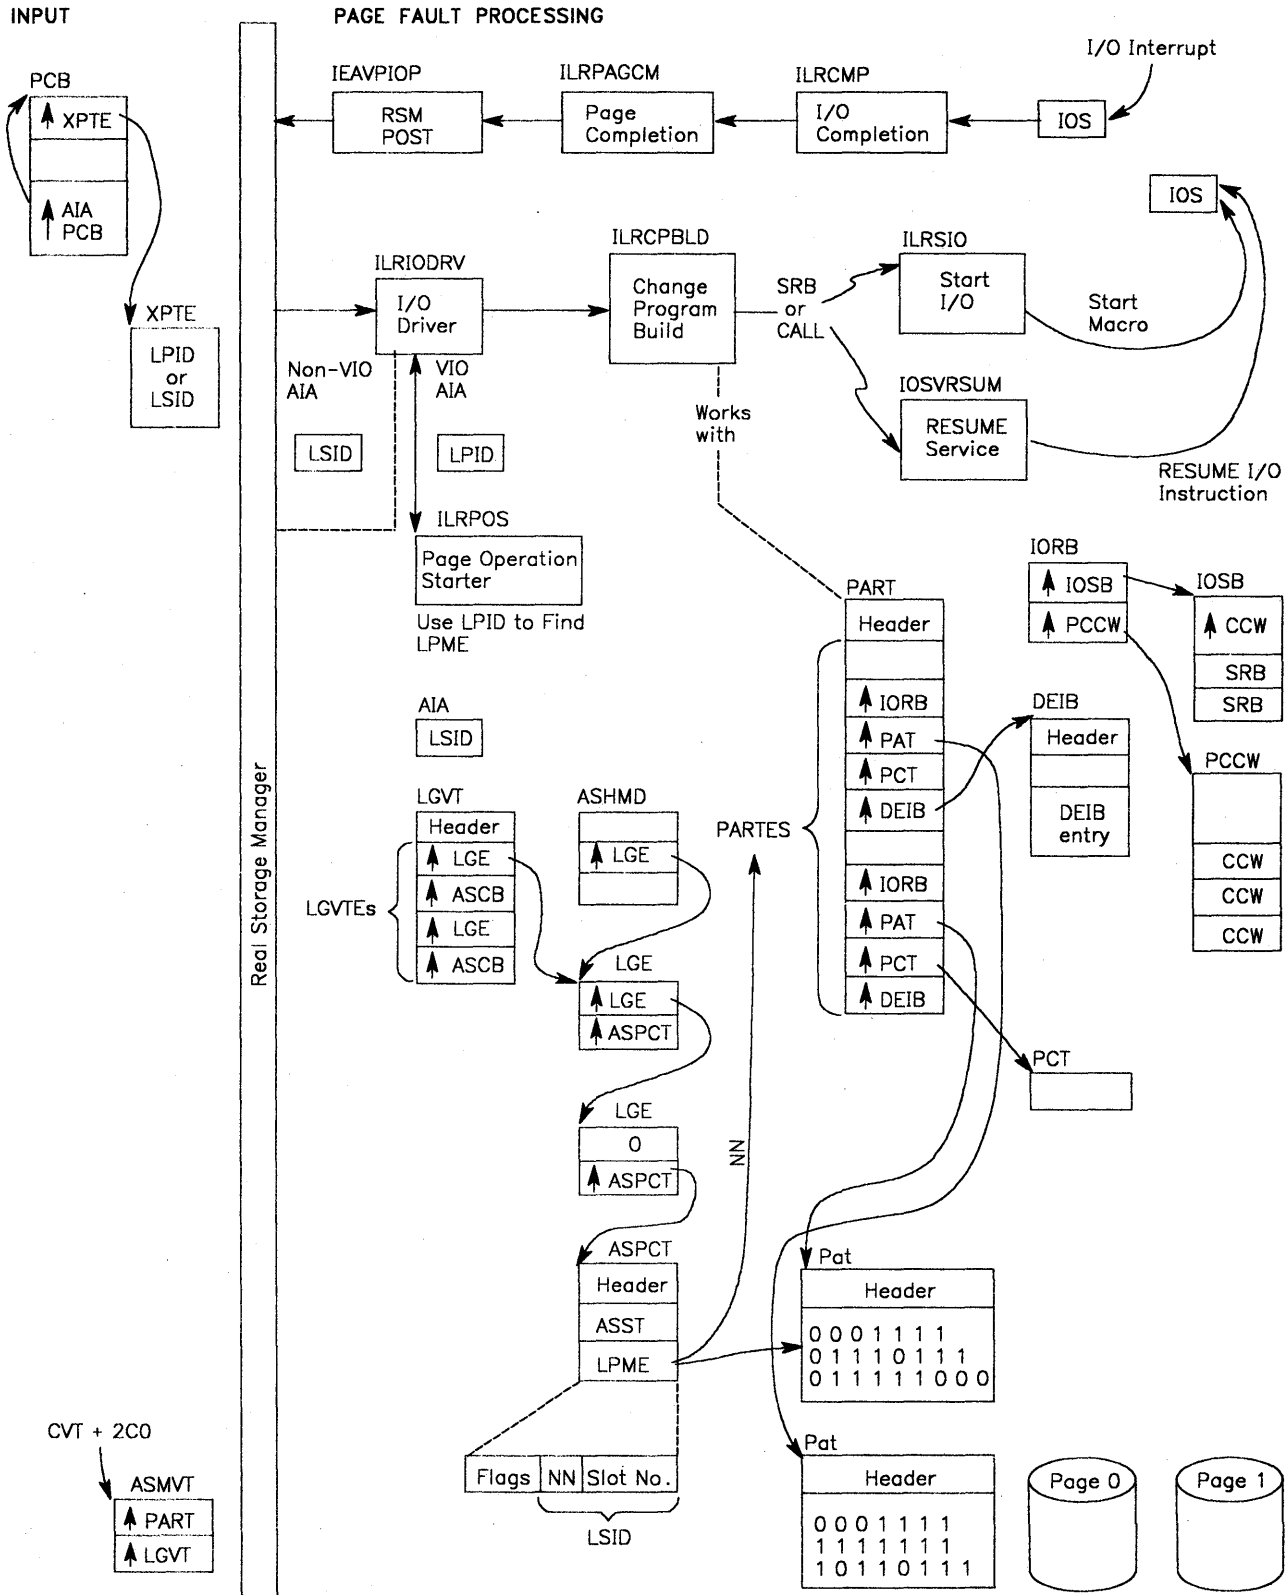 INPUT
PAGE FAULT PROCESSING
I/O Interrupt
PCB
XPTE
AIA
PCB
XPTE
LPID
or
LSID
Real Storage Manager
IEAVPIOP
RSM
POST
ILRPAGCM
Page
Completion
ILRCMP
I/O
Completion
IOS
IOS
ILRIODRV
I/O
Driver
ILRCPBLD
Change
Program
Build
SRB
or
CALL
ILRSIO
Start
I/O
Start
Macro
Non-VIO
AIA
VIO
AIA
LSID
LPID
Works
with
IOSVRSUM
RESUME
Service
RESUME I/O
Instruction
ILRPOS
Page Operation
Starter
Use LPID to Find
LPME
AIA
LSID
LGVT
Header
LGE
ASCB
LGE
ASCB
LGVTEs
ASHMD
LGE
LGE
LGE
ASPCT
LGE
0
ASPCT
ASPCT
Header
ASST
LPME
Flags
NN
Slot No.
LSID
NN
PARTES
PART
Header
IORB
PAT
PCT
DEIB
IORB
PAT
PCT
DEIB
IORB
IOSB
PCCW
IOSB
CCW
SRB
SRB
DEIB
Header
DEIB
entry
PCCW
CCW
CCW
CCW
PCT
Pat
Header
0 0 0 1 1 1 1
0 1 1 1 0 1 1 1
0 1 1 1 1 1 0 0 0
Pat
Header
0 0 0 1 1 1 1
1 1 1 1 1 1 1
1 0 1 1 0 1 1 1
Page 0
Page 1
CVT + 2C0
ASMVT
PART
LGVT